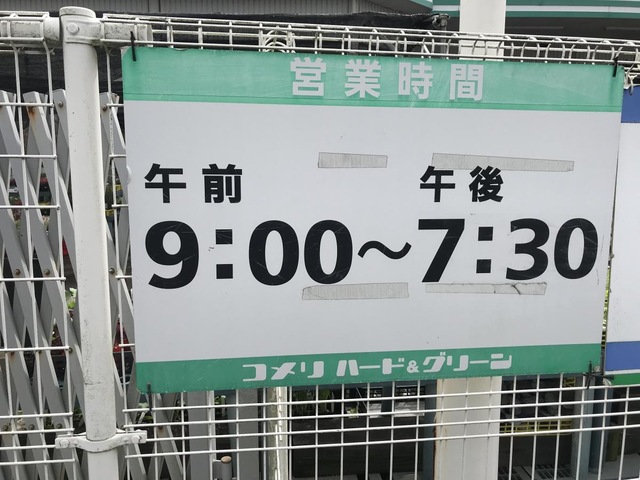 営業時間
午前 午後
9:00～7:30
コメリ ハード&グリーン